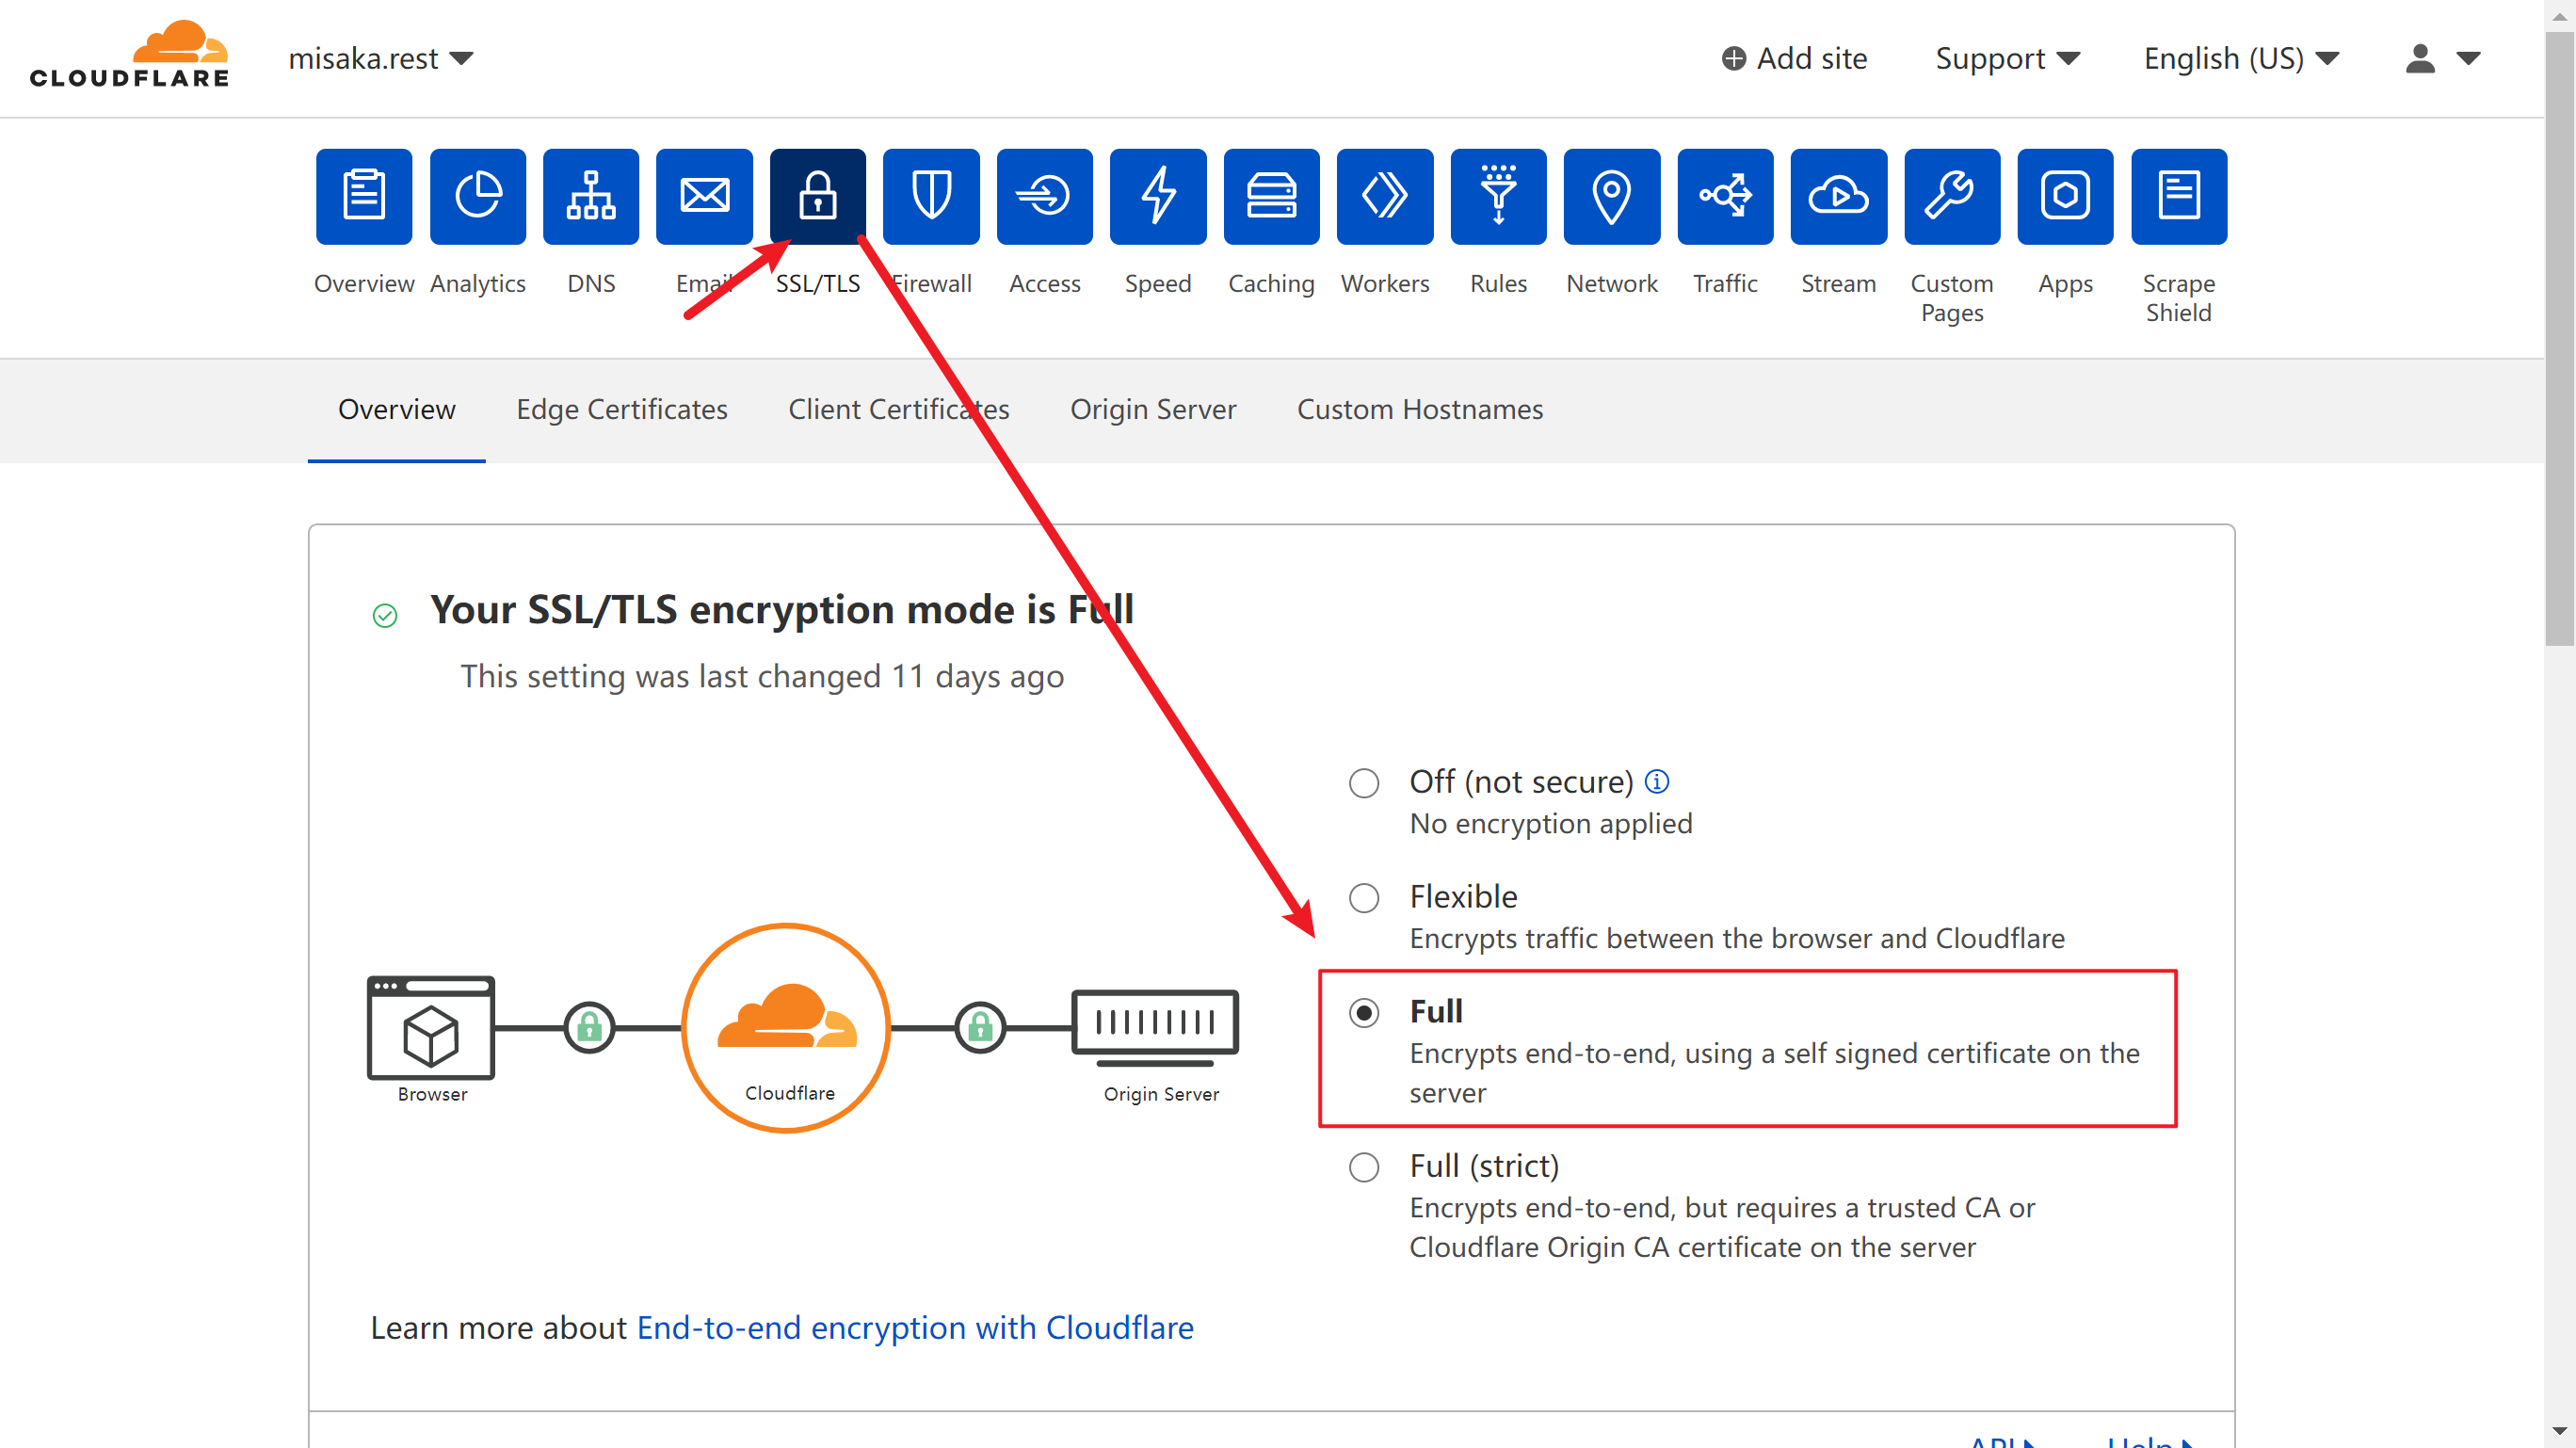 CLOUDFLARE
misaka.rest
Add site
Support
English (US)
Overview
Analytics
DNS
Email
SSL/TLS
Firewall
Access
Speed
Caching
Workers
Rules
Network
Traffic
Stream
Custom
Pages
Apps
Scrape
Shield
Overview
Edge Certificates
Client Certificates
Origin Server
Custom Hostnames
Your SSL/TLS encryption mode is Full
This setting was last changed 11 days ago
Off (not secure)
No encryption applied
Flexible
Encrypts traffic between the browser and Cloudflare
Full
Encrypts end-to-end, using a self signed certificate on the
server
Full (strict)
Encrypts end-to-end, but requires a trusted CA or
Cloudflare Origin CA certificate on the server
Browser
Cloudflare
Origin Server
Learn more about End-to-end encryption with Cloudflare
API
Help